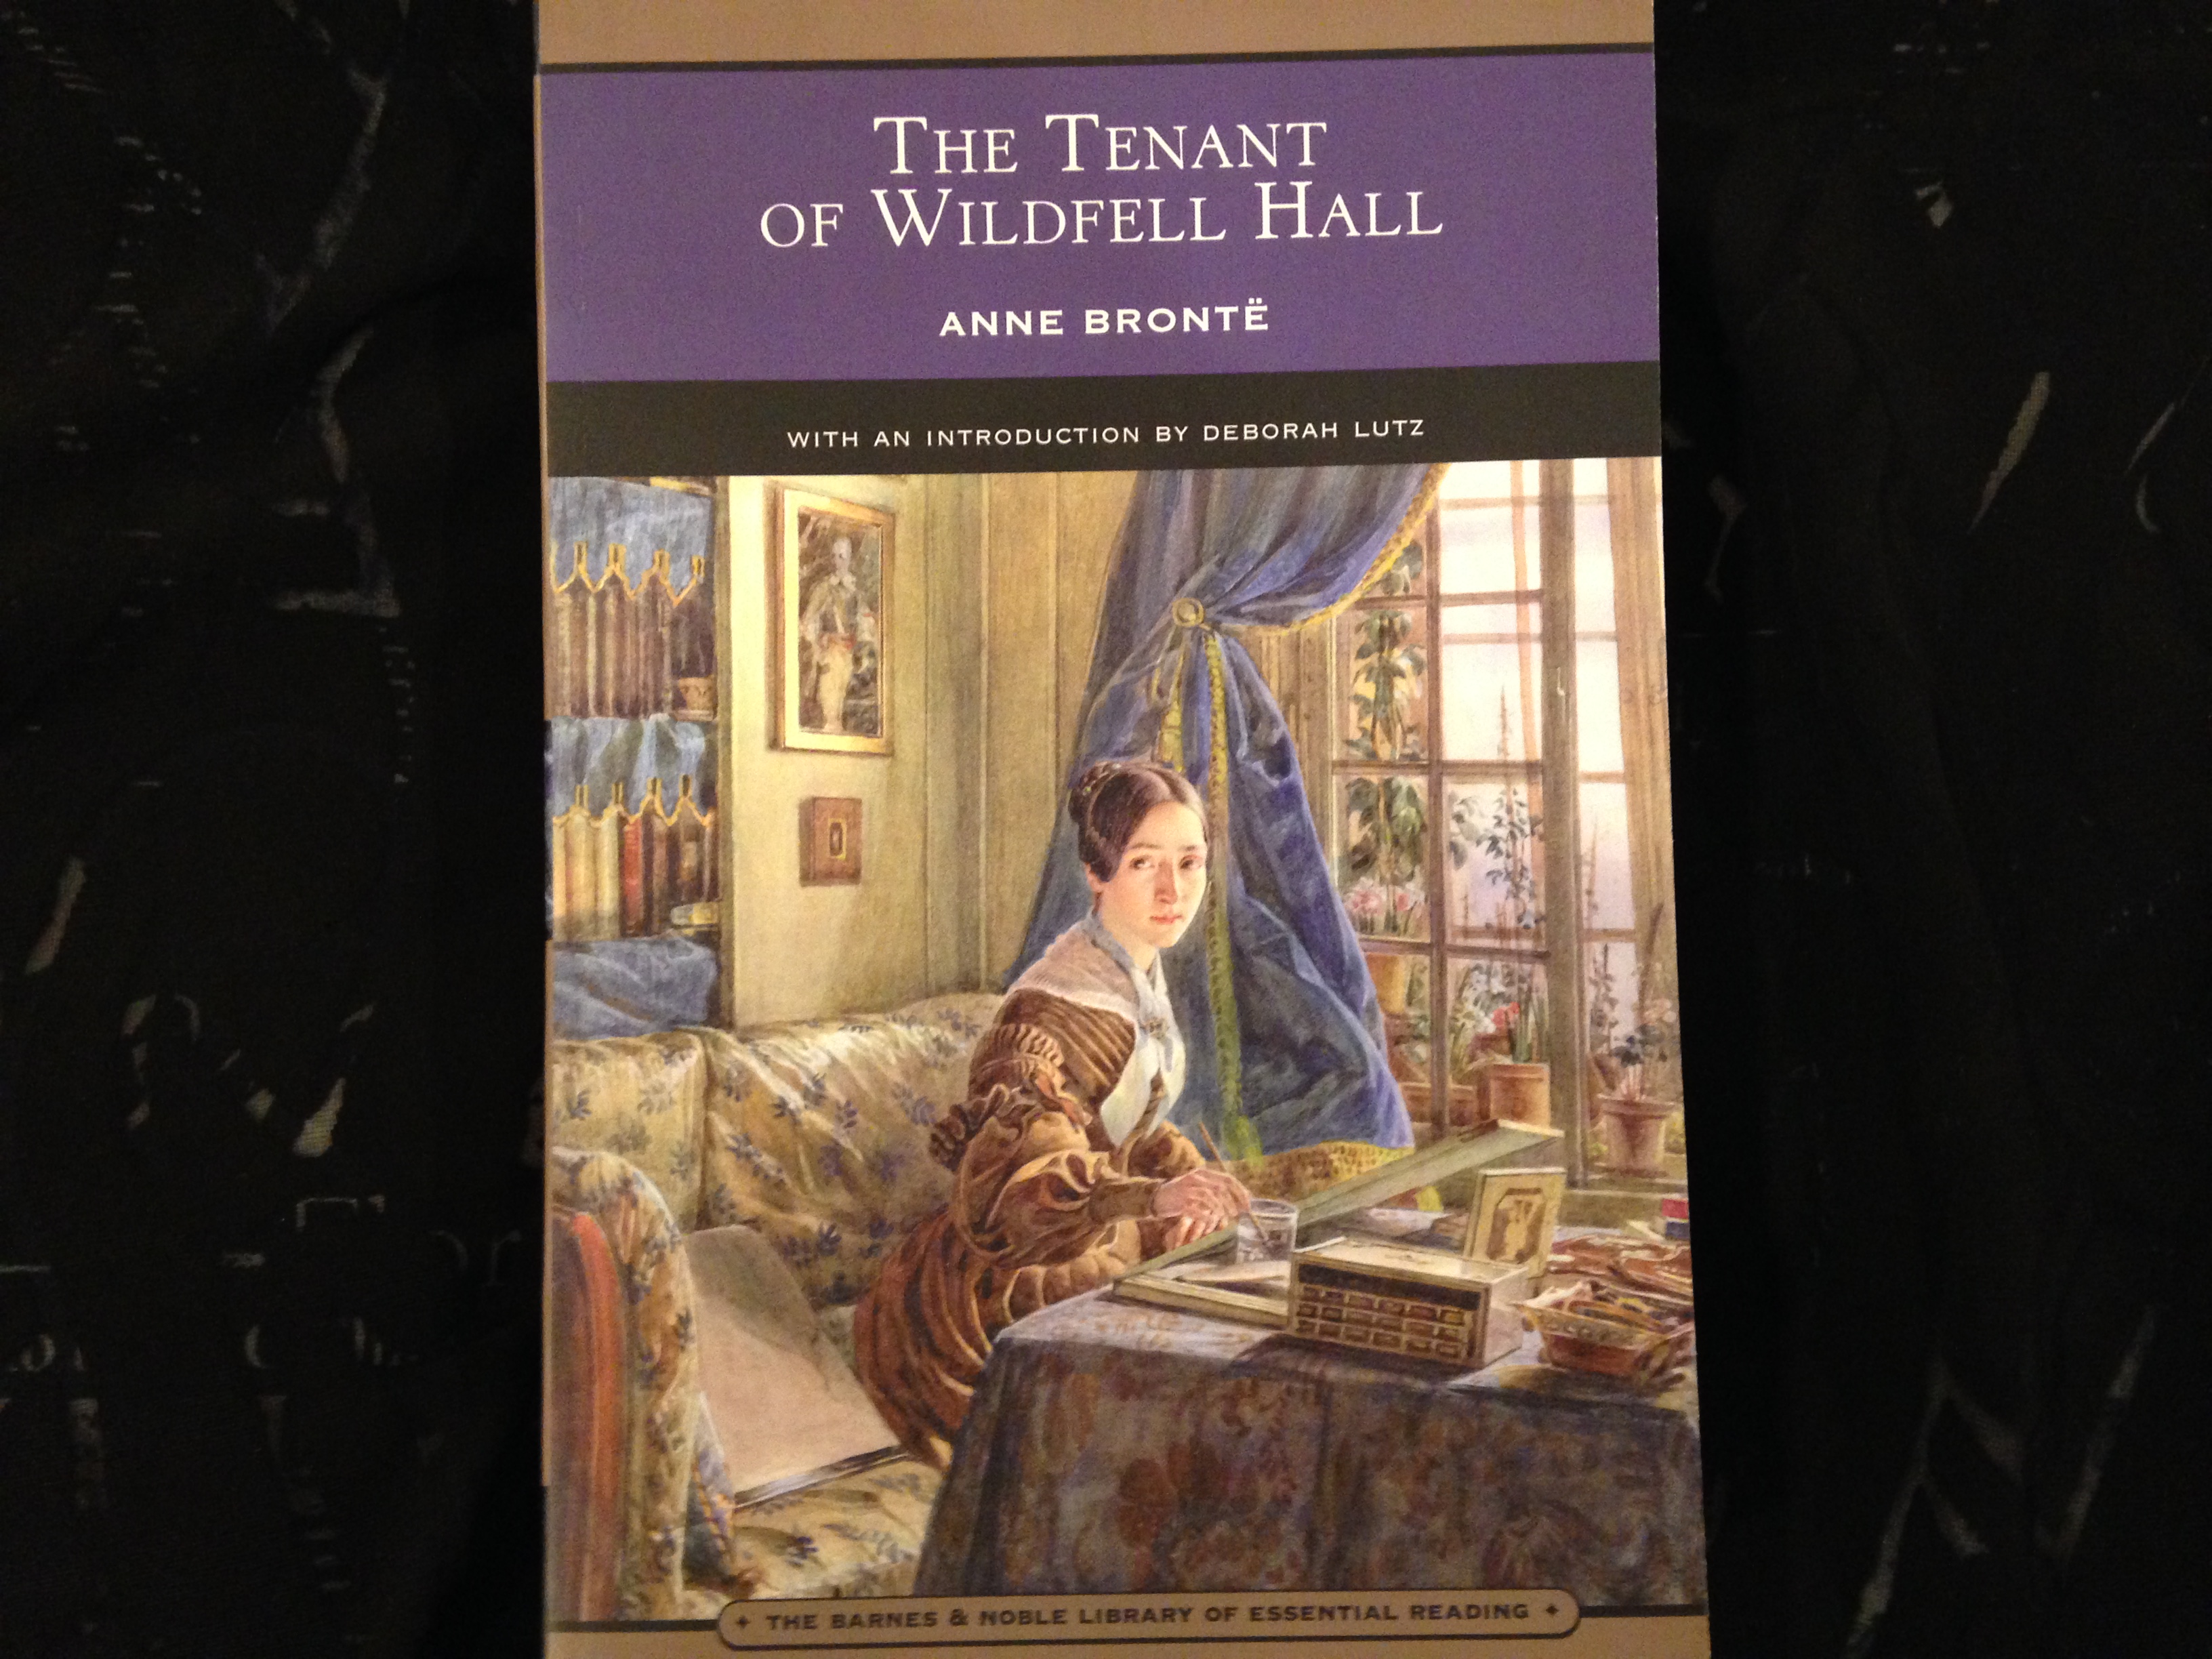 THE TENANT
OF WILDFELL HALL
ANNE BRONTË
WITH AN INTRODUCTION BY DEBORAH LUTZ
THE BARNES & NOBLE LIBRARY OF ESSENTIAL READING